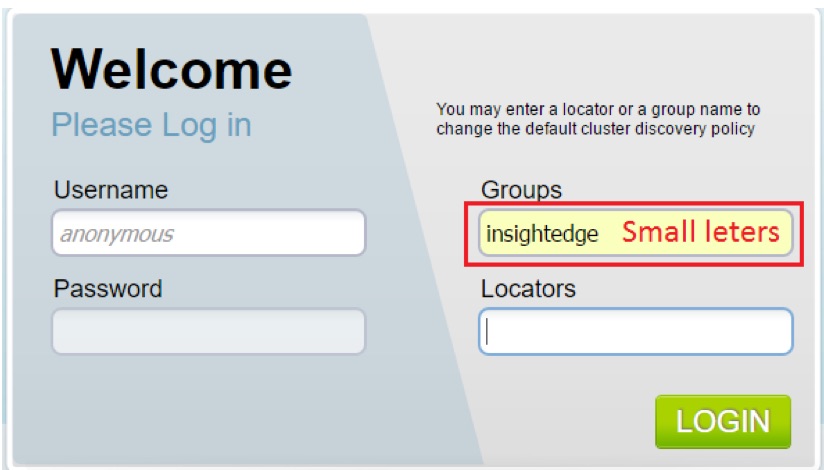 Welcome
Please Log in
You may enter a locator or a group name to
change the default cluster discovery policy
Username
anonymous
Password
Groups
insightedge Small leters
Locators
LOGIN